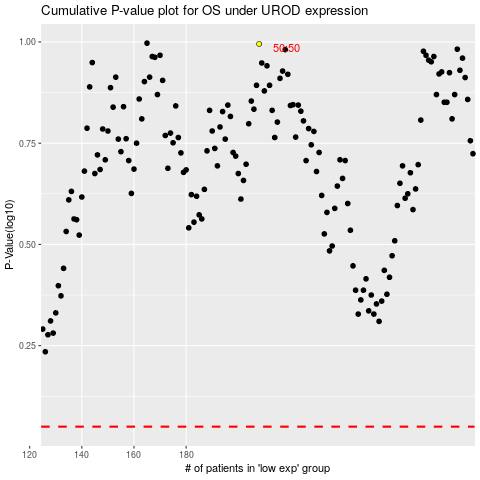 Cumulative P-value plot for OS under UROD expression
P-Value(log10)
1.00
0.75
0.50
0.25
50:50
120 140 160 180
# of patients in 'low exp' group